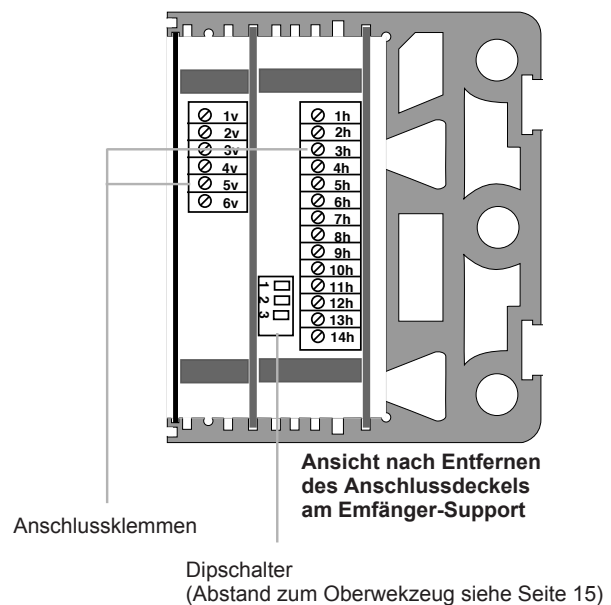 1v
2v
3v
4v
5v
6v
1h
2h
3h
4h
5h
6h
7h
8h
9h
10h
11h
12h
13h
14h
1
2
3
Ansicht nach Entfernen
des Anschlussdeckels
am Emfänger-Support
Anschlussklemmen
Dipschalter
(Abstand zum Oberwekzeug siehe Seite 15)